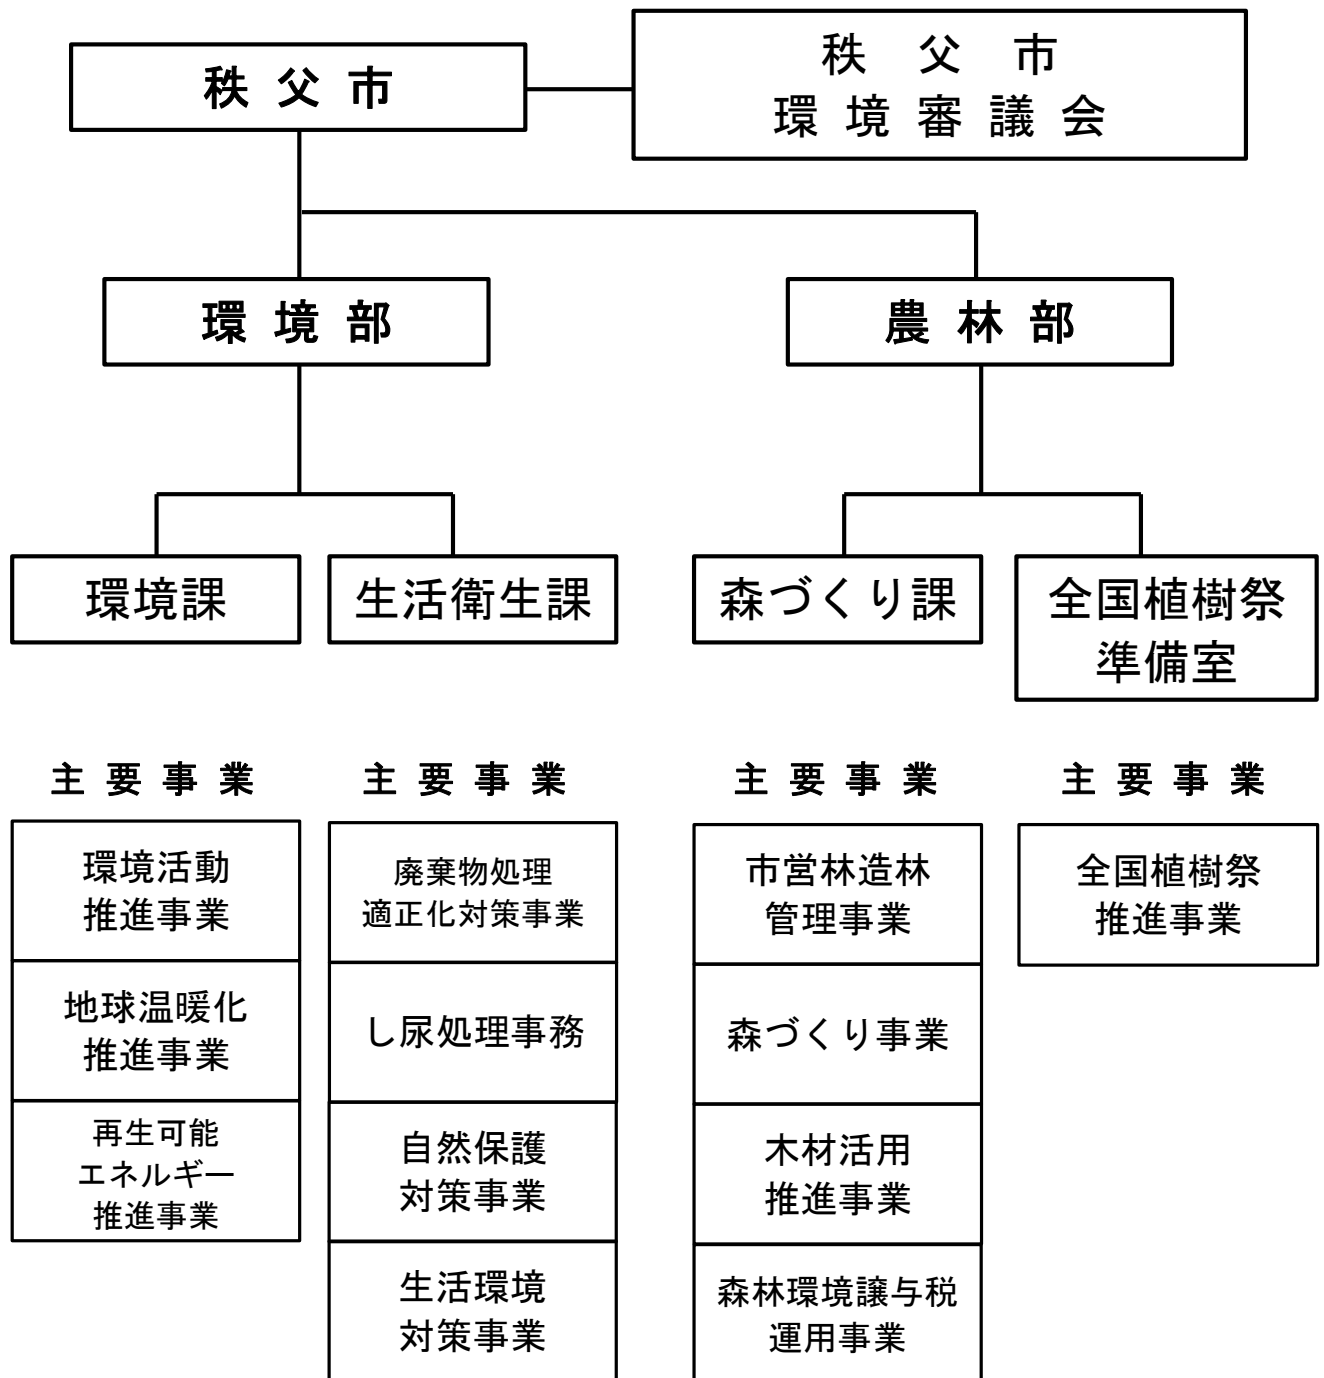 秩父市
秩父市
環境審議会
環境部
農林部
環境課
生活衛生課
森づくり課
全国植樹祭
準備室
主要事業
環境活動
推進事業
地球温暖化
推進事業
再生可能
エネルギー
推進事業
主要事業
廃棄物処理
適正化対策事業
し尿処理事務
自然保護
対策事業
生活環境
対策事業
主要事業
市営林造林
管理事業
森づくり事業
木材活用
推進事業
森林環境譲与税
運用事業
主要事業
全国植樹祭
推進事業